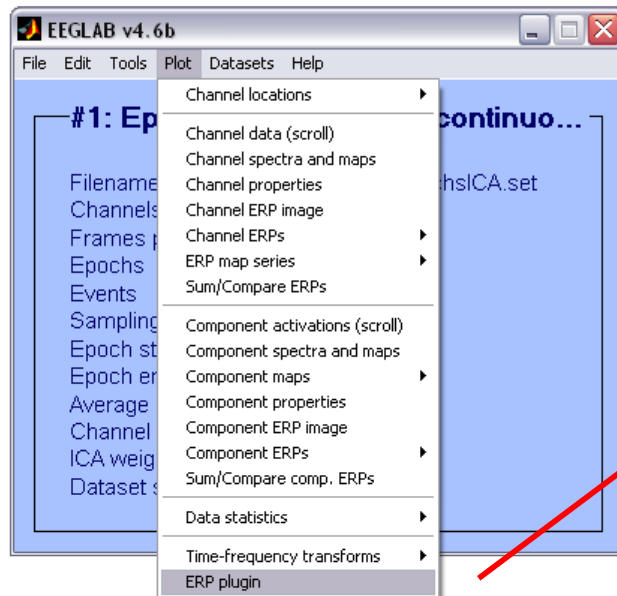 EEGLAB v4.6b
File Edit Tools Plot Datasets Help
#1: Ep continuo...
Filename hsICA.set
Channels
Frames
Epochs
Events
Sampling
Epoch st
Epoch er
Average
Channel
ICA weig
Dataset
Channel locations
Channel data (scroll)
Channel spectra and maps
Channel properties
Channel ERP image
Channel ERPs
ERP map series
Sum/Compare ERPs
Component activations (scroll)
Component spectra and maps
Component maps
Component properties
Component ERP image
Component ERPs
Sum/Compare comp. ERPs
Data statistics
Time-frequency transforms
ERP plugin